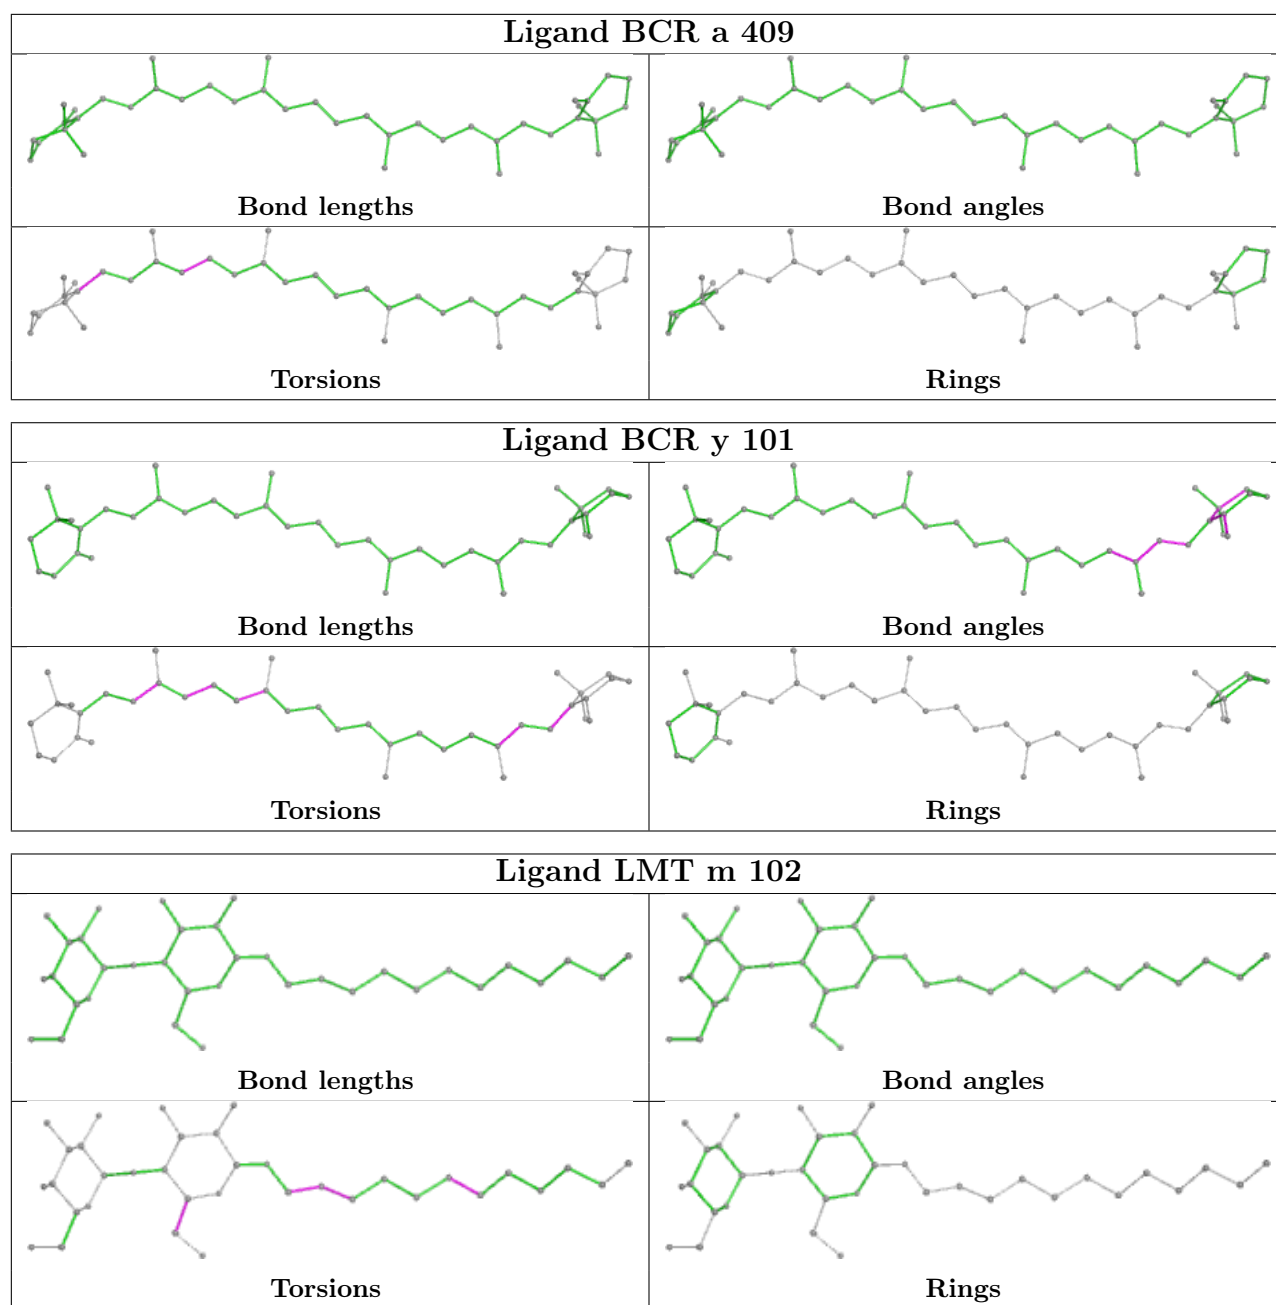 Ligand BCR a 409
Bond lengths
Bond angles
Torsions
Rings
Ligand BCR y 101
Bond lengths
Bond angles
Torsions
Rings
Ligand LMT m 102
Bond lengths
Bond angles
Torsions
Rings